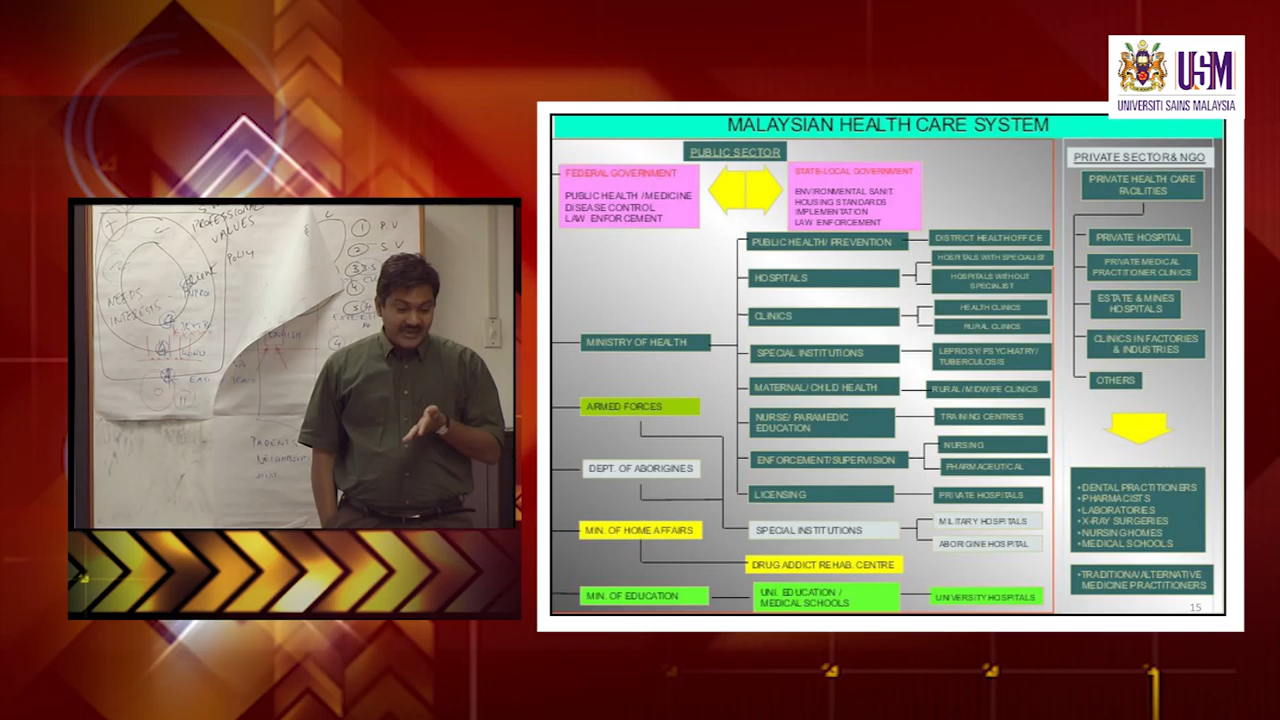 USM
UNIVERSITI SAINS MALAYSIA
MALAYSIAN HEALTH CARE SYSTEM
PUBLIC SECTOR
FEDERAL GOVERNMENT
PUBLIC HEALTH / MEDICINE
DISEASE CONTROL
LAW ENFORCEMENT
STATE-LOCAL GOVERNMENT
ENVIRONMENTAL SANIT.
HOUSING STANDARDS
IMPLEMENTATION
LAW ENFORCEMENT
MINISTRY OF HEALTH
PUBLIC HEALTH/ PREVENTION
DISTRICT HEALTH OFFICE
HOSPITALS
HOSPITALS WITH SPECIALIST
HOSPITALS WITHOUT
SPECIALIST
CLINICS
HEALTH CLINICS
RURAL CLINICS
SPECIAL INSTITUTIONS
LEPROSY/ PSYCHIATRY/
TUBERCULOSIS
MATERNAL/ CHILD HEALTH
RURAL / MIDWIFE CLINICS
NURSE/ PARAMEDIC
EDUCATION
TRAINING CENTRES
ENFORCEMENT/SUPERVISION
NURSING
PHARMACEUTICAL
LICENSING
PRIVATE HOSPITALS
ARMED FORCES
DEPT. OF ABORIGINES
SPECIAL INSTITUTIONS
MILITARY HOSPITALS
ABORIGINE HOSPITAL
MIN. OF HOME AFFAIRS
DRUG ADDICT REHAB. CENTRE
MIN. OF EDUCATION
UNI. EDUCATION /
MEDICAL SCHOOLS
UNIVERSITY HOSPITALS
PRIVATE SECTOR & NGO
PRIVATE HEALTH CARE
FACILITIES
PRIVATE HOSPITAL
PRIVATE MEDICAL
PRACTITIONER CLINICS
ESTATE & MINES
HOSPITALS
CLINICS IN FACTORIES
& INDUSTRIES
OTHERS
•DENTAL PRACTITIONERS
•PHARMACISTS
•LABORATORIES
•X-RAY SURGERIES
•NURSING HOMES
•MEDICAL SCHOOLS
•TRADITIONA/ALTERNATIVE
MEDICINE PRACTITIONERS
15
PROFESSIONAL
VALUES
POLICY
NEEDS
INTERESTS
1 P.V
2 S V
ENGLISH
PARENTS